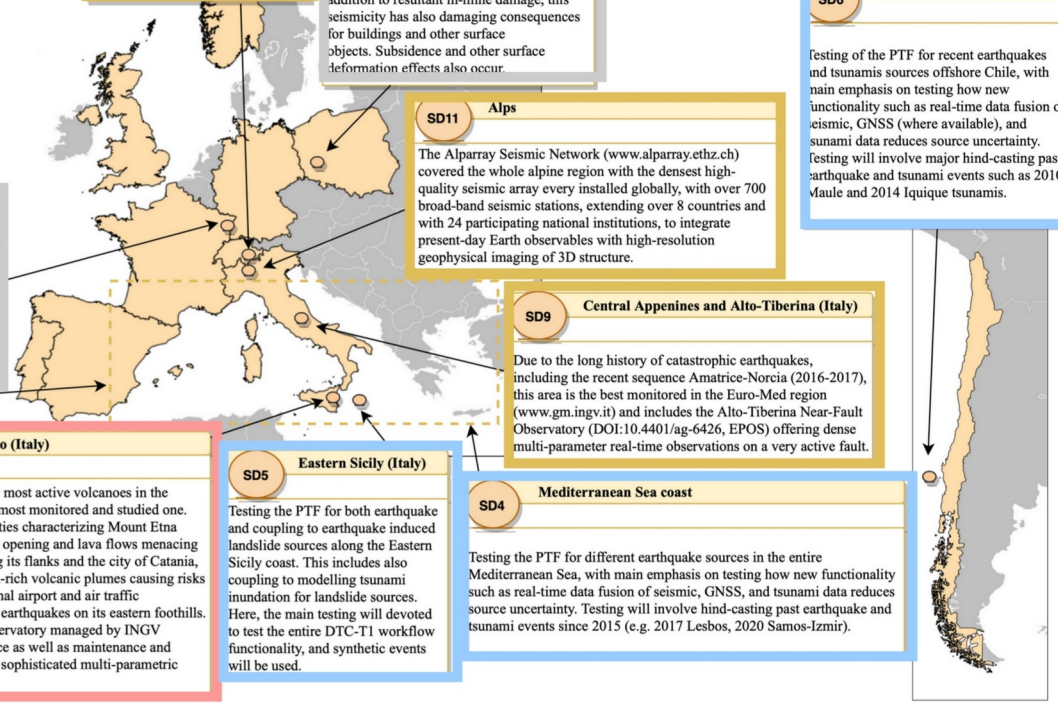 addition to resultant in-mine damage, this
seismicity has also damaging consequences
for buildings and other surface
objects. Subsidence and other surface
deformation effects also occur.
SD6
Testing of the PTF for recent earthquakes
and tsunamis sources offshore Chile, with
main emphasis on testing how new
functionality such as real-time data fusion
seismic, GNSS (where available), and
tsunami data reduces source uncertainty.
Testing will involve major hind-casting
earthquake and tsunami events such as
Maule and 2014 Iquique tsunamis.
SD11
Alps
The Alparray Seismic Network (www.alparray.ethz.ch)
covered the whole alpine region with the densest high-
quality seismic array every installed globally, with over 700
broad-band seismic stations, extending over 8 countries and
with 24 participating national institutions, to integrate
present-day Earth observables with high-resolution
geophysical imaging of 3D structure.
SD9
Central Appenines and Alto-Tiberina (Italy)
Due to the long history of catastrophic earthquakes,
including the recent sequence Amatrice-Norcia (2016-2017),
this area is the best monitored in the Euro-Med region
(www.gm.ingv.it) and includes the Alto-Tiberina Near-Fault
Observatory (DOI:10.4401/ag-6426, EPOS) offering dense
multi-parameter real-time observations on a very active fault.
o (Italy)
most active volcanoes in the
most monitored and studied one.
ties characterizing Mount Etna
opening and lava flows menacing
g its flanks and the city of Catania,
-rich volcanic plumes causing risks
nal airport and air traffic
earthquakes on its eastern foothills.
ervatory managed by INGV
ce as well as maintenance and
sophisticated multi-parametric
SD5
Eastern Sicily (Italy)
Testing the PTF for both earthquake
and coupling to earthquake induced
landslide sources along the Eastern
Sicily coast. This includes also
coupling to modelling tsunami
inundation for landslide sources.
Here, the main testing will devoted
to test the entire DTC-T1 workflow
functionality, and synthetic events
will be used.
SD4
Mediterranean Sea coast
Testing the PTF for different earthquake sources in the entire
Mediterranean Sea, with main emphasis on testing how new functionality
such as real-time data fusion of seismic, GNSS, and tsunami data reduces
source uncertainty. Testing will involve hind-casting past earthquake and
tsunami events since 2015 (e.g. 2017 Lesbos, 2020 Samos-Izmir).